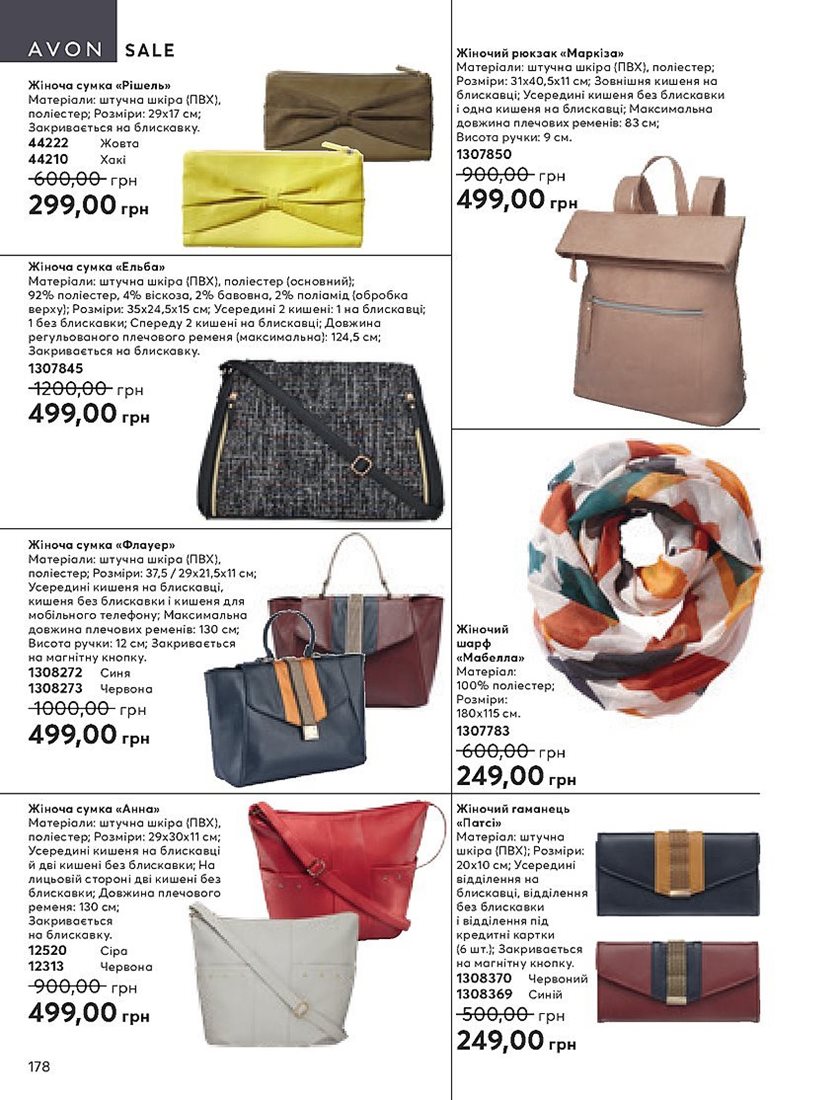 AVON SALE
Жіноча сумка «Рішель»
Матеріали: штучна шкіра (ПВХ),
поліестер; Розміри: 29х17 см;
Закривається на блискавку.
44222 Жовта
44210 Хакі
600,00 грн
299,00 грн
Жіноча сумка «Ельба»
Матеріали: штучна шкіра (ПВХ), поліестер (основний);
92% поліестер, 4% віскоза, 2% бавовна, 2% поліамід (обробка
верху); Розміри: 35х24,5х15 см; Усередині 2 кишені: 1 на блискавці;
1 без блискавки; Спереду 2 кишені на блискавці; Довжина
регульованого плечового ременя (максимальна): 124,5 см;
Закривається на блискавку.
1307845
1200,00 грн
499,00 грн
Жіноча сумка «Флауер»
Матеріали: штучна шкіра (ПВХ),
поліестер; Розміри: 37,5 / 29х21,5х11 см;
Усередині кишеня на блискавці,
кишеня без блискавки і кишеня для
мобільного телефону; Максимальна
довжина плечових ременів: 130 см;
Висота ручки: 12 см; Закривається
на магнітну кнопку.
1308272 Синя
1308273 Червона
1000,00 грн
499,00 грн
Жіноча сумка «Анна»
Матеріали: штучна шкіра (ПВХ),
поліестер; Розміри: 29х30х11 см;
Усередині кишеня на блискавці
й дві кишені без блискавки; На
лицьовій стороні дві кишені без
блискавки; Довжина плечового
ременя: 130 см;
Закривається
на блискавку.
12520 Сіра
12313 Червона
900,00 грн
499,00 грн
178
Жіночий рюкзак «Маркіза»
Матеріали: штучна шкіра (ПВХ), поліестер;
Розміри: 31х40,5х11 см; Зовнішня кишеня на
блискавці; Усередині кишеня без блискавки
і одна кишеня на блискавці; Максимальна
довжина плечових ременів: 83 см;
Висота ручки: 9 см.
1307850
900,00 грн
499,00 грн
Жіночий
шарф
«Мабелла»
Матеріал:
100% поліестер;
Розміри:
180х115 см.
1307783
600,00 грн
249,00 грн
Жіночий гаманець
«Патсі»
Матеріал: штучна
шкіра (ПВХ); Розміри:
20х10 см; Усередині
відділення на
блискавці, відділення
без блискавки
і відділення під
кредитні картки
(6 шт.); Закривається
на магнітну кнопку.
1308370 Червоний
1308369 Синій
500,00 грн
249,00 грн